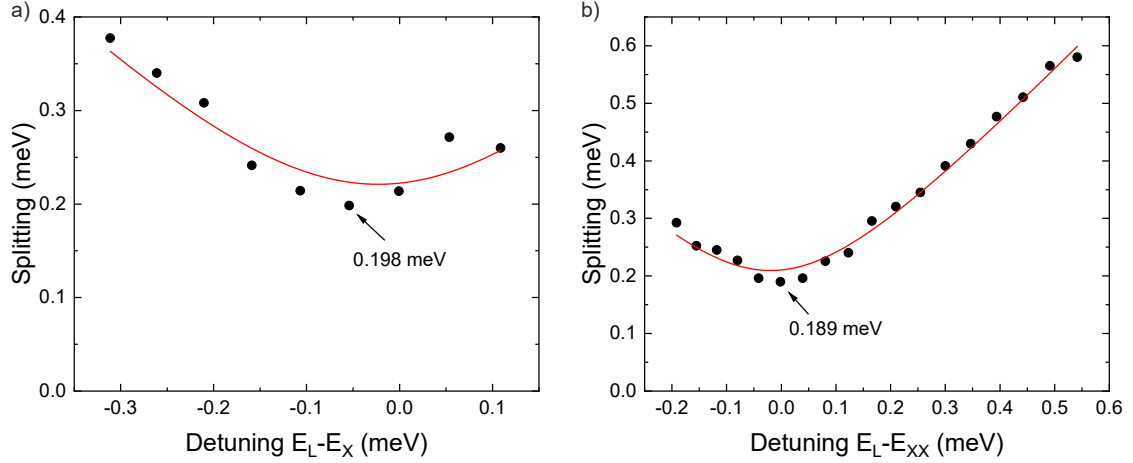 a)
0.4
0.3
0.2
0.1
0.0
Splitting (meV)
0.198 meV
-0.3 -0.2 -0.1 0.0 0.1
Detuning E_L-E_X (meV)
b)
0.6
0.5
0.4
0.3
0.2
0.1
0.0
Splitting (meV)
0.189 meV
-0.2 -0.1 0.0 0.1 0.2 0.3 0.4 0.5 0.6
Detuning E_L-E_XX (meV)